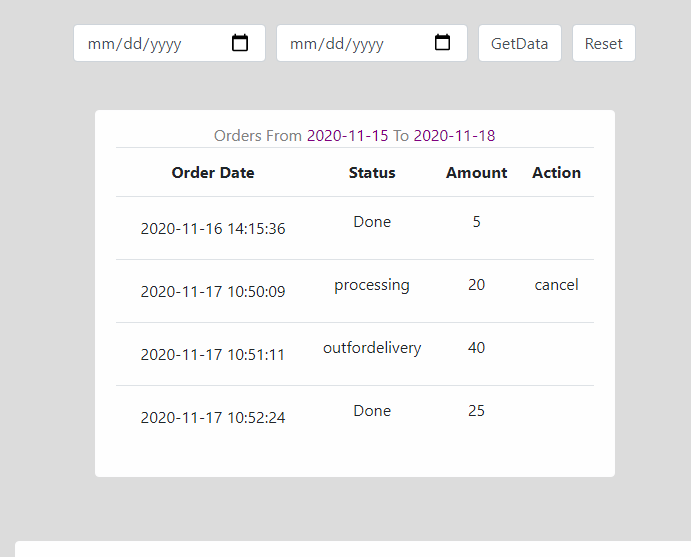 mm/dd/yyyy mm/dd/yyyy GetData Reset
Orders From 2020-11-15 To 2020-11-18
Order Date Status Amount Action
2020-11-16 14:15:36 Done 5
2020-11-17 10:50:09 processing 20 cancel
2020-11-17 10:51:11 outfordelivery 40
2020-11-17 10:52:24 Done 25